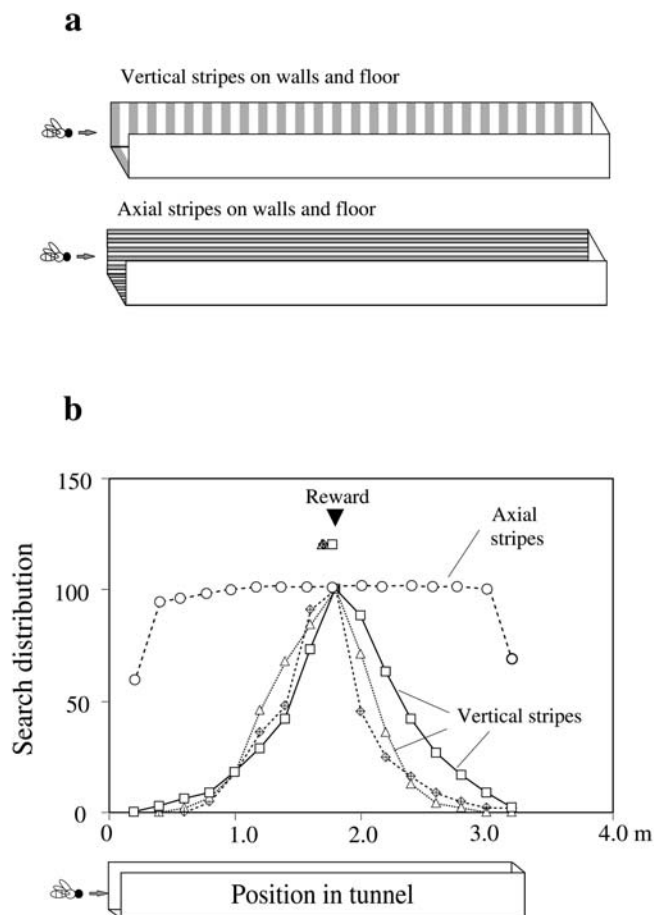 a
Vertical stripes on walls and floor
Axial stripes on walls and floor
b
150
Reward
Axial
stripes
100
Search distribution
50
Vertical stripes
0
0 1.0 2.0 3.0 4.0 m
Position in tunnel